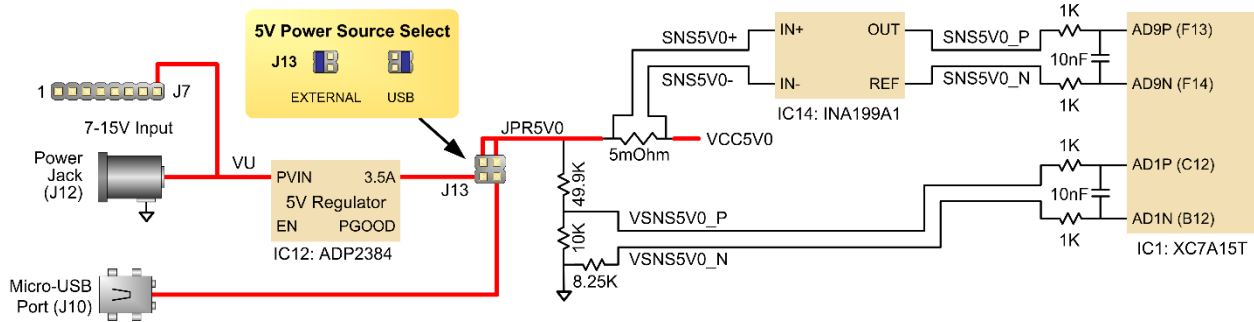 5V Power Source Select
J13
EXTERNAL
USB
1
J7
7-15V Input
Power
Jack
(J12)
VU
PVIN
3.5A
5V Regulator
EN
PGOOD
IC12: ADP2384
Micro-USB
Port (J10)
J13
JPR5V0
5mOhm
VCC5V0
49.9K
10K
8.25K
VSNS5V0_P
VSNS5V0_N
SNS5V0+
SNS5V0-
IN+
OUT
IN-
REF
IC14: INA199A1
SNS5V0_P
SNS5V0_N
1K
10nF
1K
AD9P (F13)
AD9N (F14)
1K
10nF
1K
AD1P (C12)
AD1N (B12)
IC1: XC7A15T